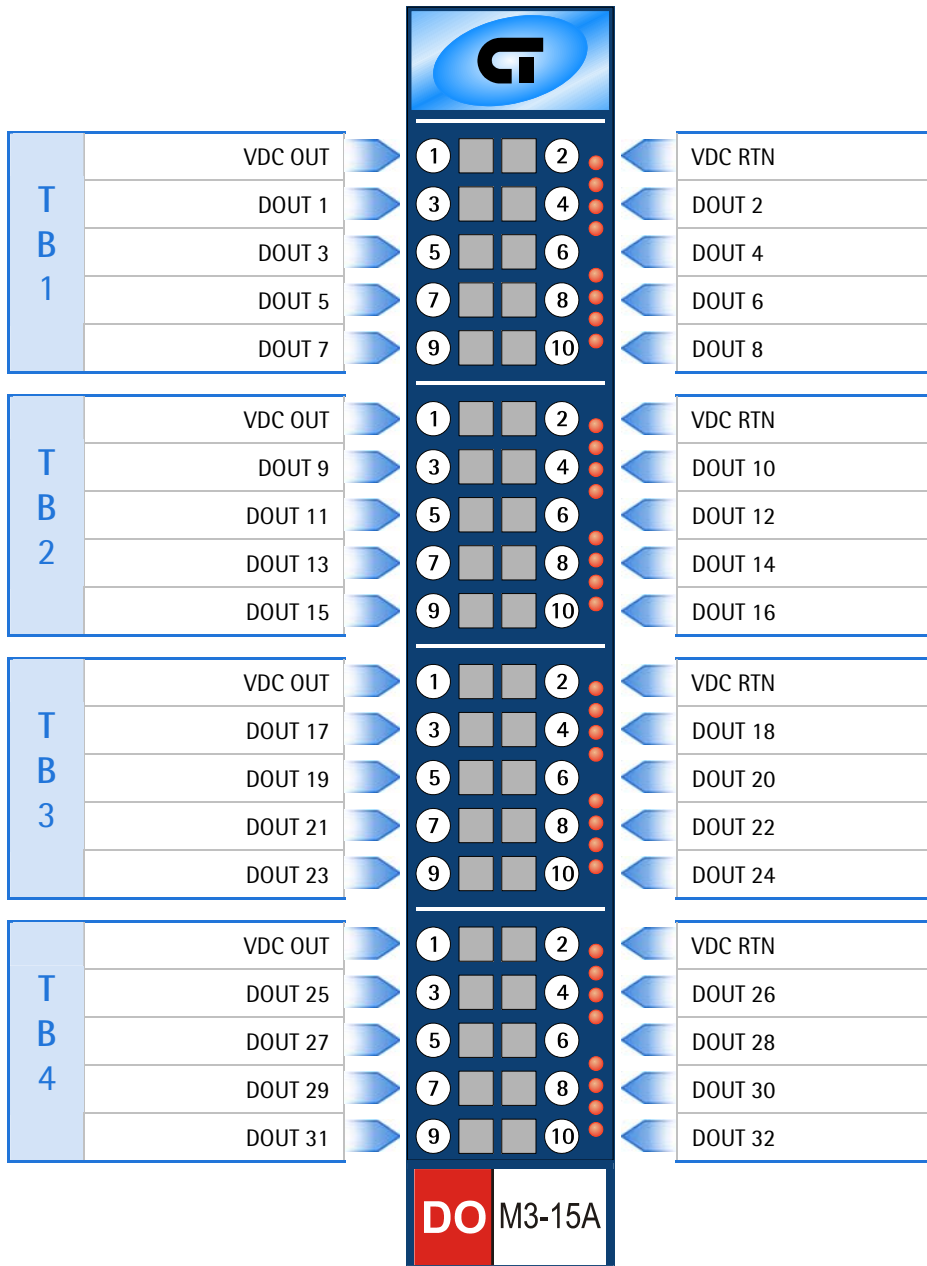 CT
T
B
1
VDC OUT 1 2 VDC RTN
DOUT 1 3 4 DOUT 2
DOUT 3 5 6 DOUT 4
DOUT 5 7 8 DOUT 6
DOUT 7 9 10 DOUT 8
T
B
2
VDC OUT 1 2 VDC RTN
DOUT 9 3 4 DOUT 10
DOUT 11 5 6 DOUT 12
DOUT 13 7 8 DOUT 14
DOUT 15 9 10 DOUT 16
T
B
3
VDC OUT 1 2 VDC RTN
DOUT 17 3 4 DOUT 18
DOUT 19 5 6 DOUT 20
DOUT 21 7 8 DOUT 22
DOUT 23 9 10 DOUT 24
T
B
4
VDC OUT 1 2 VDC RTN
DOUT 25 3 4 DOUT 26
DOUT 27 5 6 DOUT 28
DOUT 29 7 8 DOUT 30
DOUT 31 9 10 DOUT 32
DO M3-15A